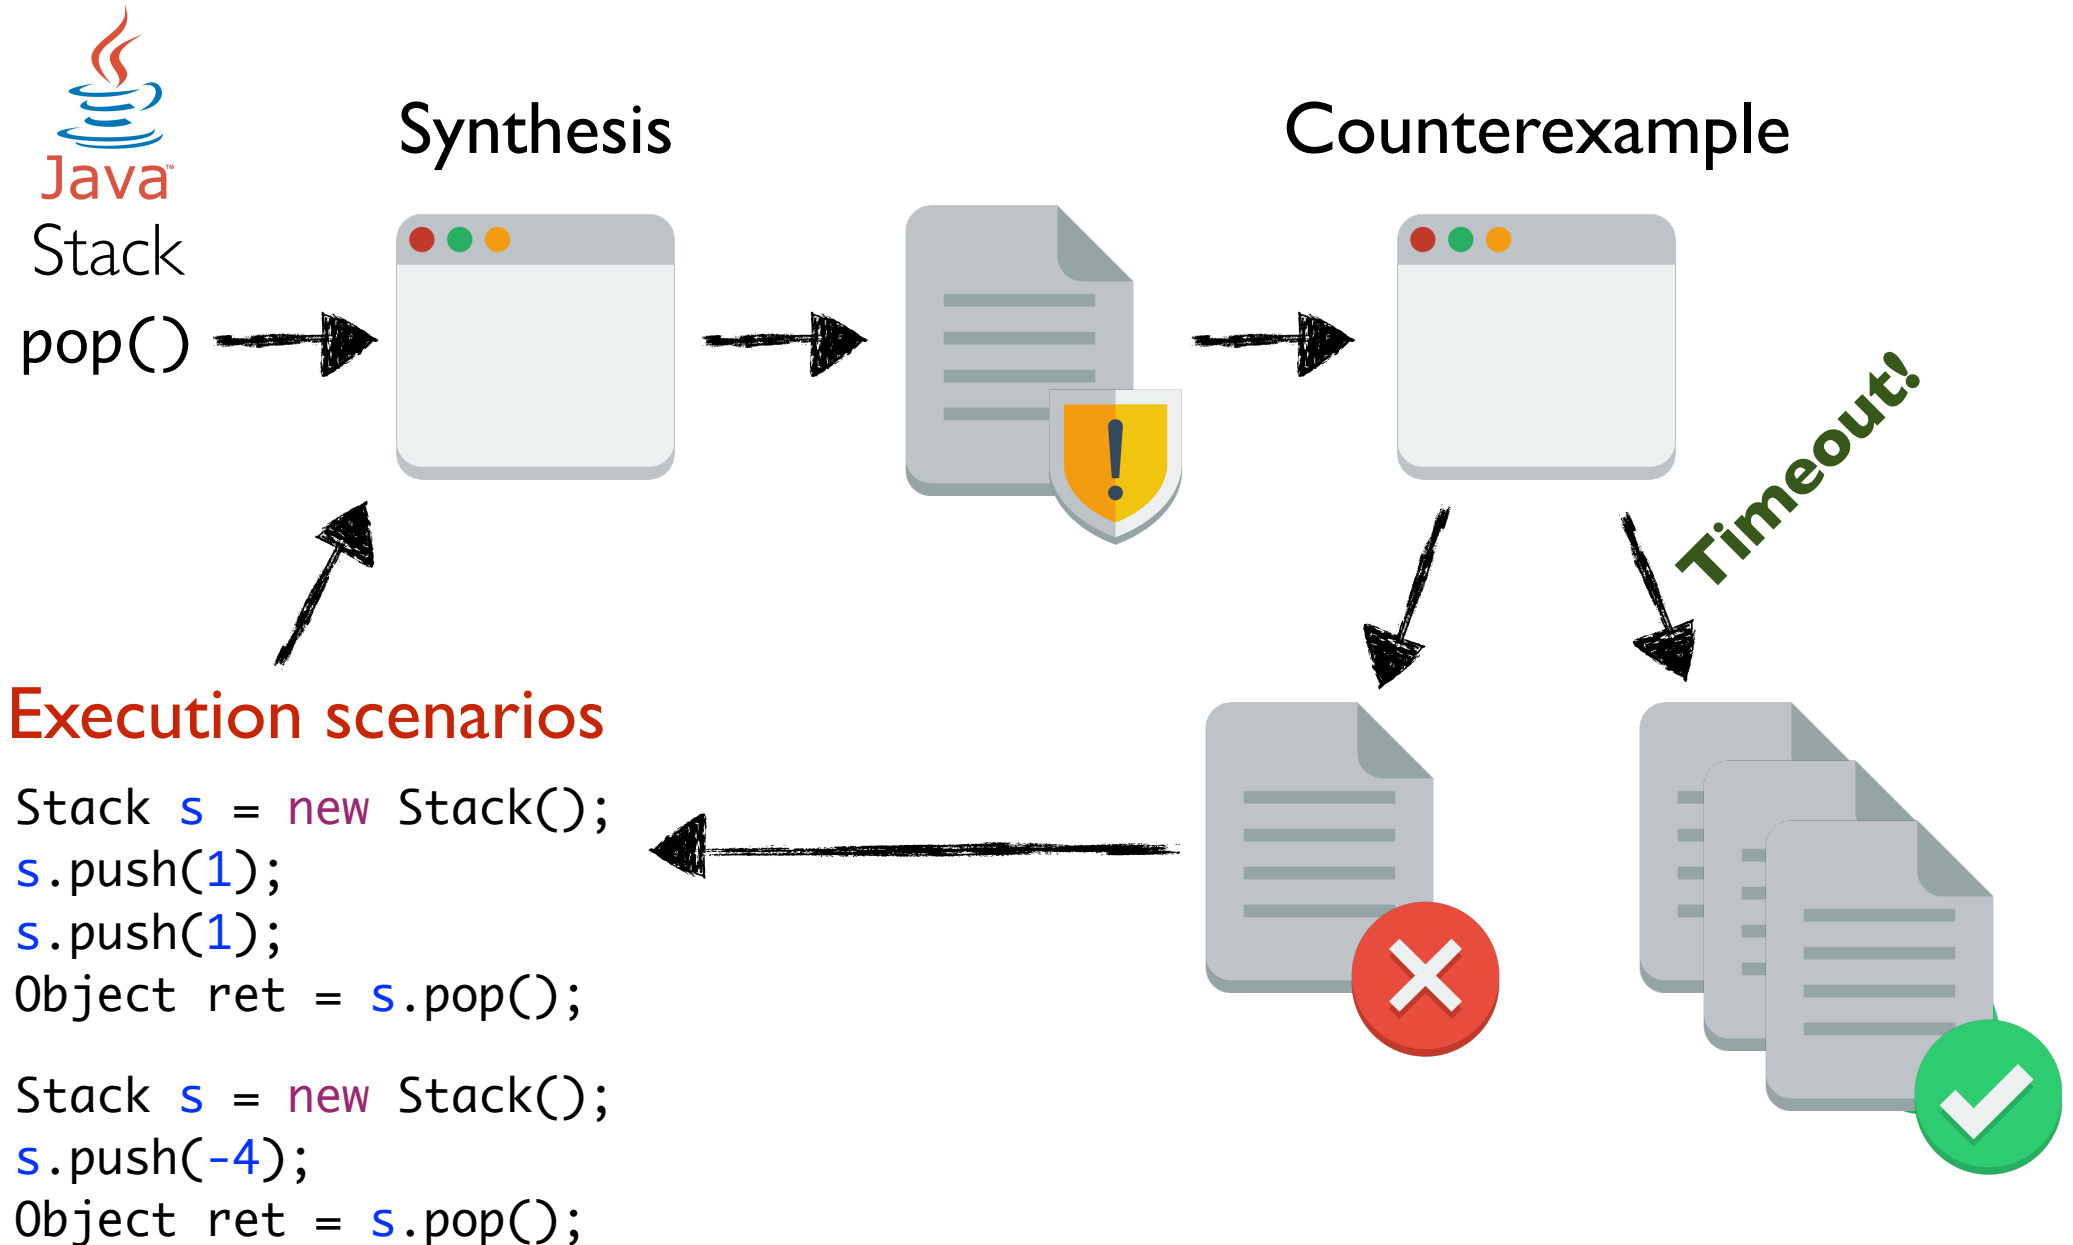 Java™
Stack
pop()
Synthesis
Counterexample
Timeout!
Execution scenarios
Stack s = new Stack();
s.push(1);
s.push(1);
Object ret = s.pop();
Stack s = new Stack();
s.push(-4);
Object ret = s.pop();